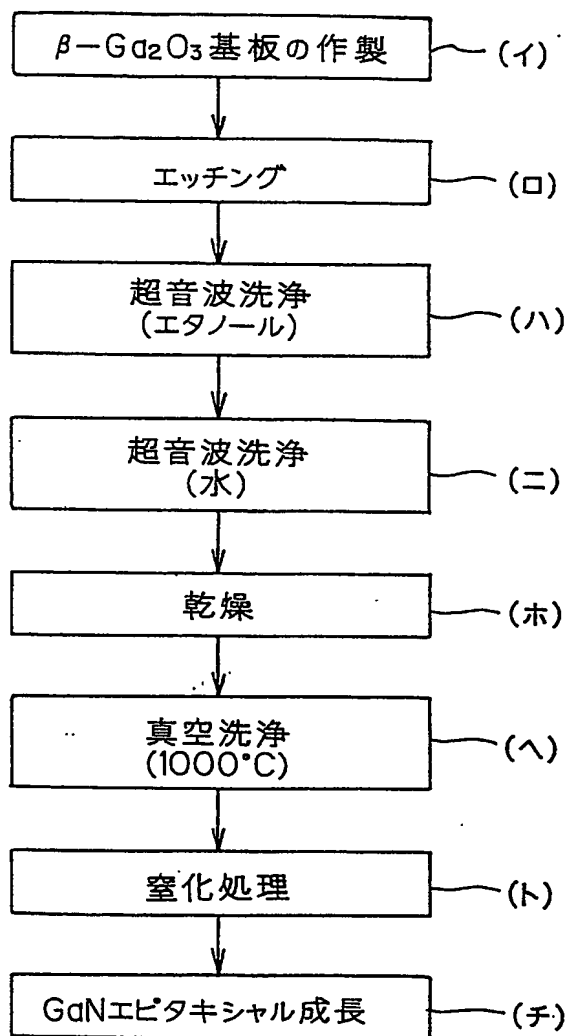 β-Ga2O3基板の作製 (イ)
エッチング (ロ)
超音波洗浄
(エタノール) (ハ)
超音波洗浄
(水) (ニ)
乾燥 (ホ)
真空洗浄
(1000°C) (ヘ)
窒化処理 (ト)
GaNエピタキシャル成長 (チ)